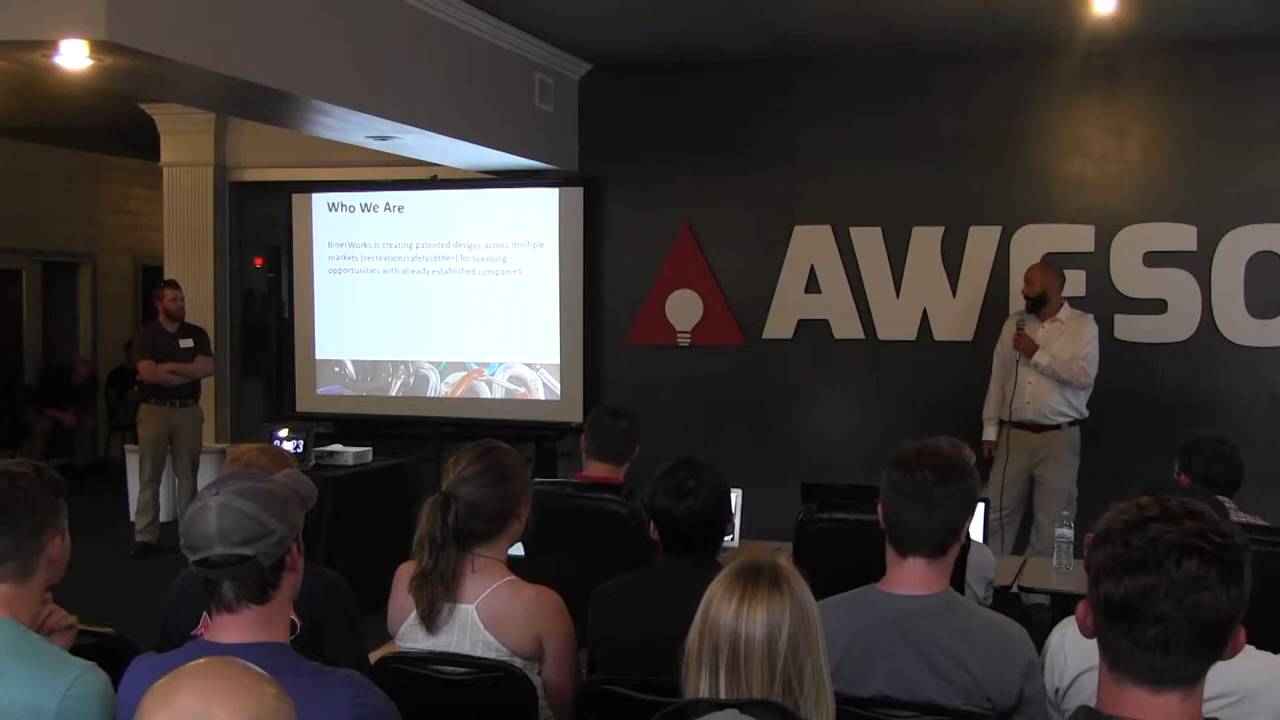 Who We Are
BinerWorks is creating patented designs across multiple
markets (recreation/safety/other) for licensing
opportunities with already established companies
AWESO